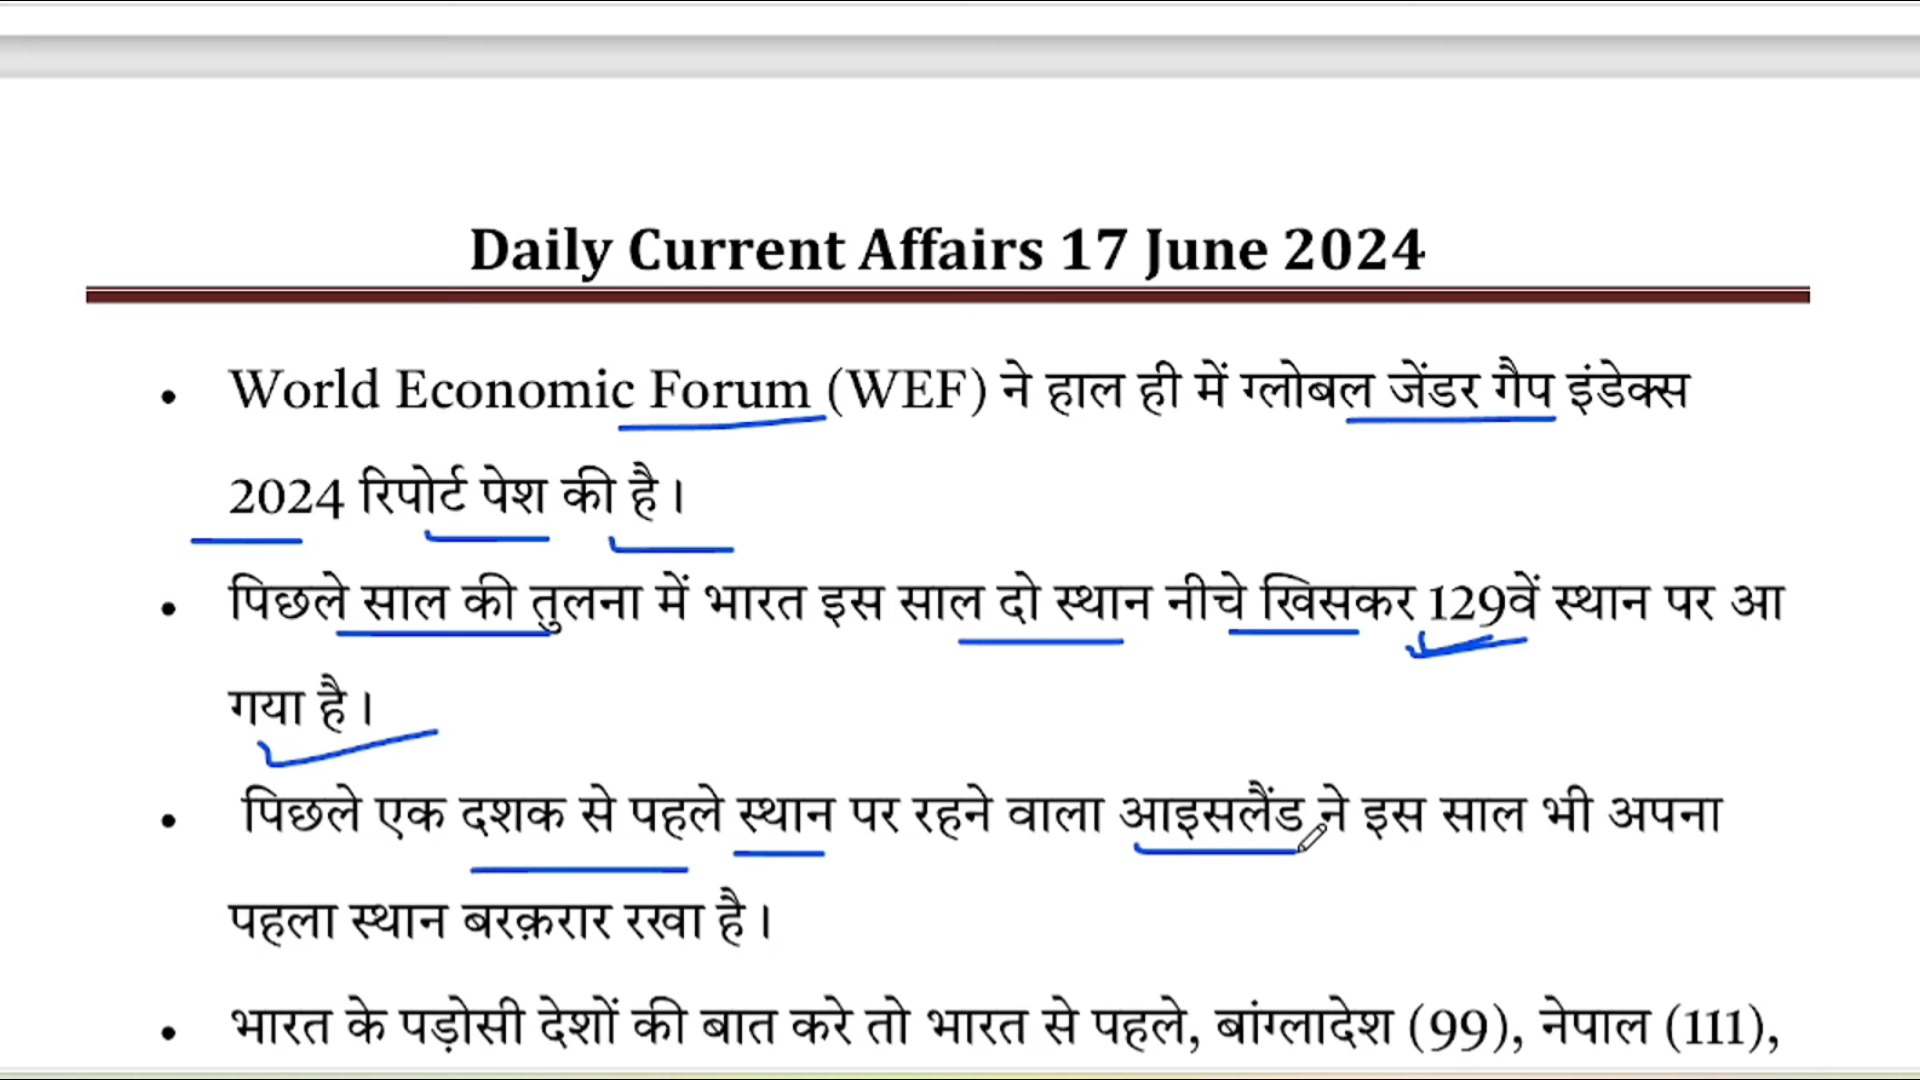 Daily Current Affairs 17 June 2024
• World Economic Forum (WEF) ने हाल ही में ग्लोबल जेंडर गैप इंडेक्स
2024 रिपोर्ट पेश की है।
• पिछले साल की तुलना में भारत इस साल दो स्थान नीचे खिसकर 129वें स्थान पर आ
गया है।
• पिछले एक दशक से पहले स्थान पर रहने वाला आइसलैंड ने इस साल भी अपना
पहला स्थान बरक़रार रखा है।
• भारत के पड़ोसी देशों की बात करे तो भारत से पहले, बांग्लादेश (99), नेपाल (111),